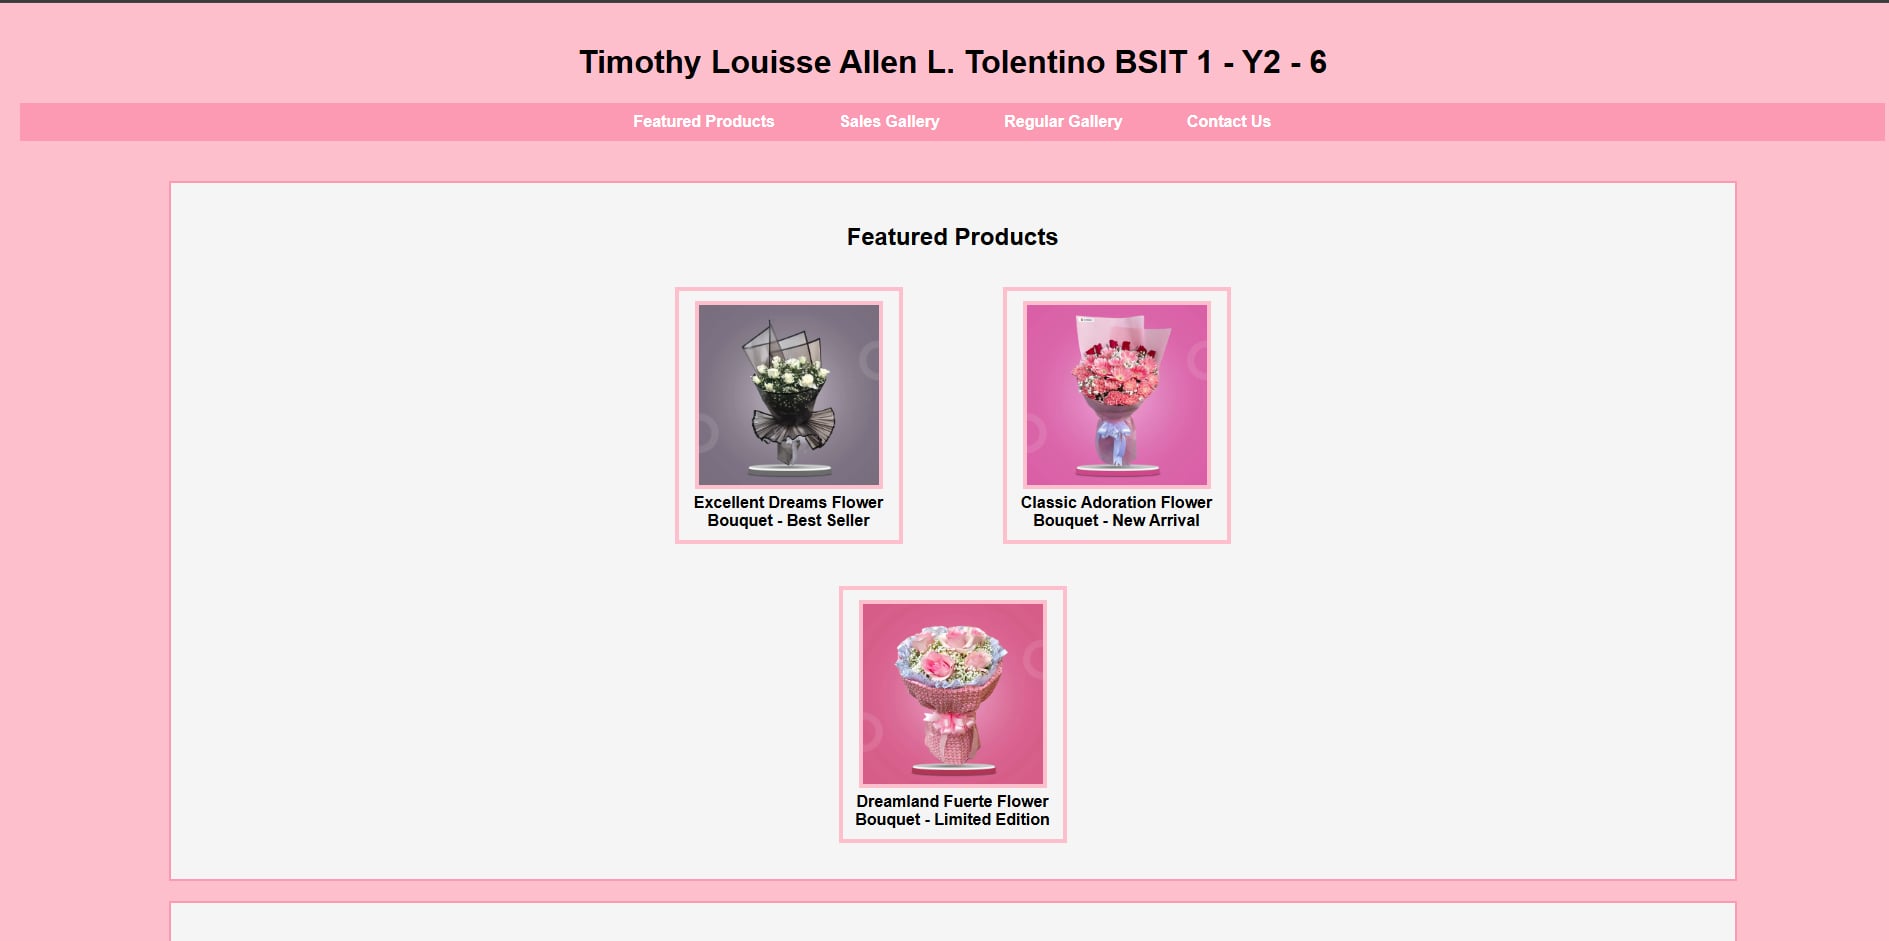 Timothy Louisse Allen L. Tolentino BSIT 1 - Y2 - 6
Featured Products Sales Gallery Regular Gallery Contact Us
Featured Products
Excellent Dreams Flower
Bouquet - Best Seller
Classic Adoration Flower
Bouquet - New Arrival
Dreamland Fuerte Flower
Bouquet - Limited Edition